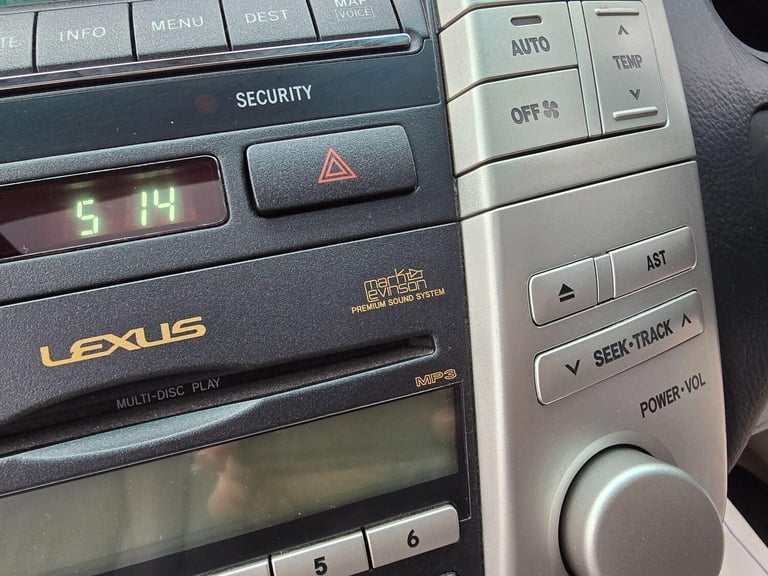 INFO
MENU
DEST
MAP
VOICE
AUTO
OFF
TEMP
SECURITY
5 14
AST
mark
levinson
PREMIUM SOUND SYSTEM
LEXUS
SEEK•TRACK
MULTI-DISC PLAY
MP3
POWER•VOL
5
6